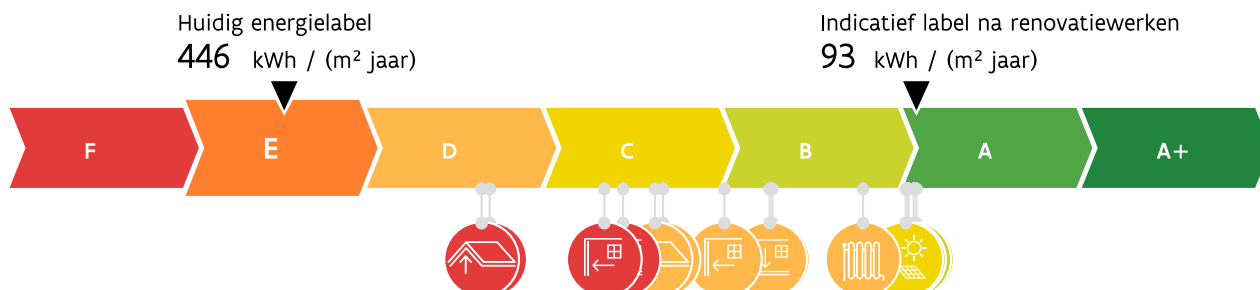 Huidig energielabel
446 kWh / (m² jaar)
Indicatief label na renovatiewerken
93 kWh / (m² jaar)
F E D C B A A+